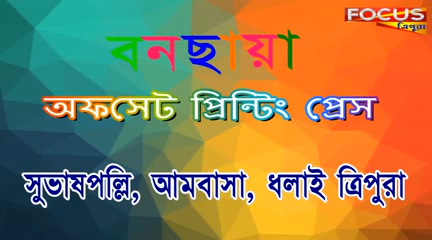 FOCUS
ত্রিপুরা
বনছায়া
অফসেট প্রিন্টিং প্রেস
সুভাষপল্লি, আমবাসা, ধলাই ত্রিপুরা